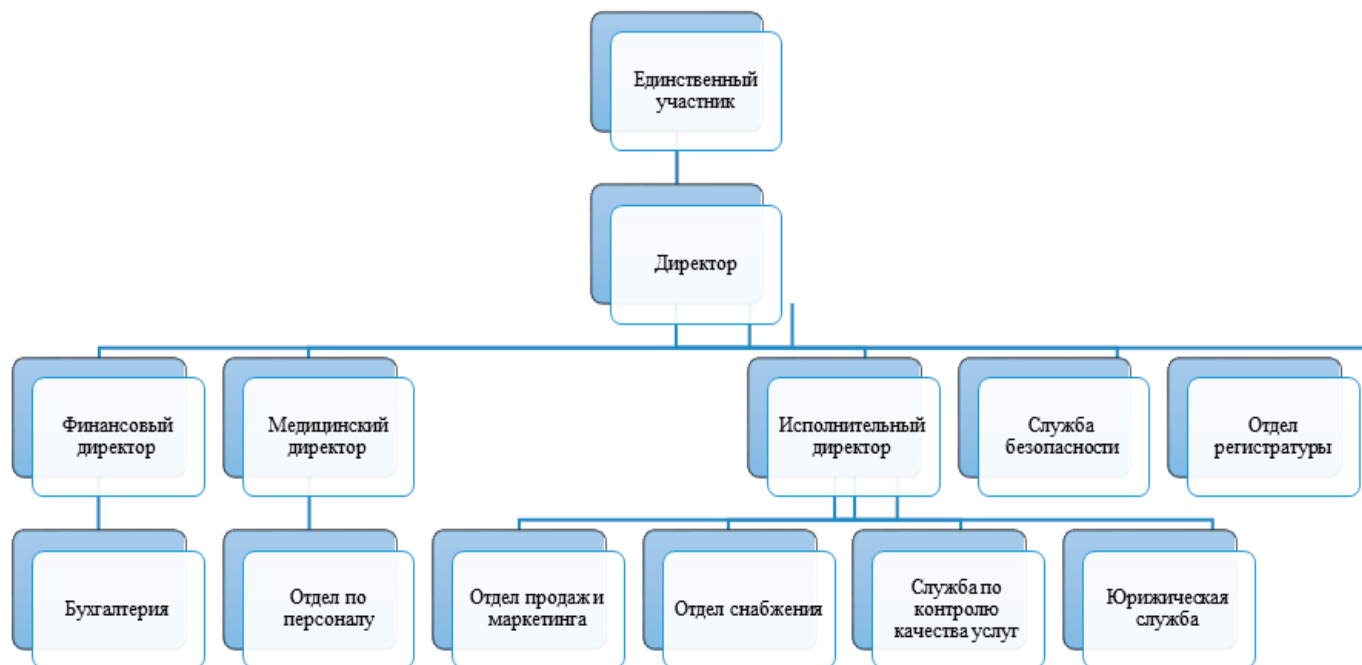 Единственный
участник
Директор
Финансовый
директор
Медицинский
директор
Исполнительный
директор
Служба
безопасности
Отдел
регистратуры
Бухгалтерия
Отдел по
персоналу
Отдел продаж и
маркетинга
Отдел снабжения
Служба по
контролю
качества услуг
Юрижическая
служба